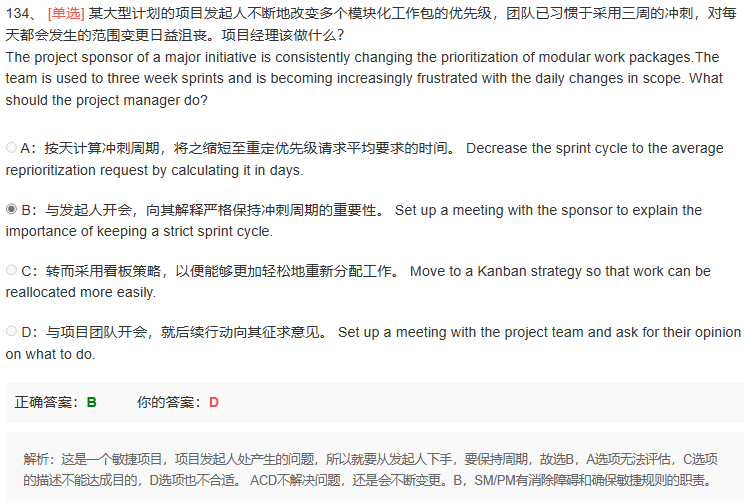 134、 [单选] 某大型计划的项目发起人不断地改变多个模块化工作包的优先级，团队已习惯于采用三周的冲刺，对每
天都会发生的范围变更日益沮丧。项目经理该做什么？
The project sponsor of a major initiative is consistently changing the prioritization of modular work packages.The
team is used to three week sprints and is becoming increasingly frustrated with the daily changes in scope. What
should the project manager do?
A：按天计算冲刺周期，将之缩短至重定优先级请求平均要求的时间。 Decrease the sprint cycle to the average
reprioritization request by calculating it in days.
B：与发起人开会，向其解释严格保持冲刺周期的重要性。 Set up a meeting with the sponsor to explain the
importance of keeping a strict sprint cycle.
C：转而采用看板策略，以便能够更加轻松地重新分配工作。 Move to a Kanban strategy so that work can be
reallocated more easily.
D：与项目团队开会，就后续行动向其征求意见。 Set up a meeting with the project team and ask for their opinion
on what to do.
正确答案：B 你的答案：D
解析：这是一个敏捷项目，项目发起人处产生的问题，所以就要从发起人下手，要保持周期，故选B，A选项无法评估，C选项
的描述不能达成目的，D选项也不合适。 ACD不解决问题，还是会不断变更。B，SM/PM有消除障碍和确保敏捷规则的职责。